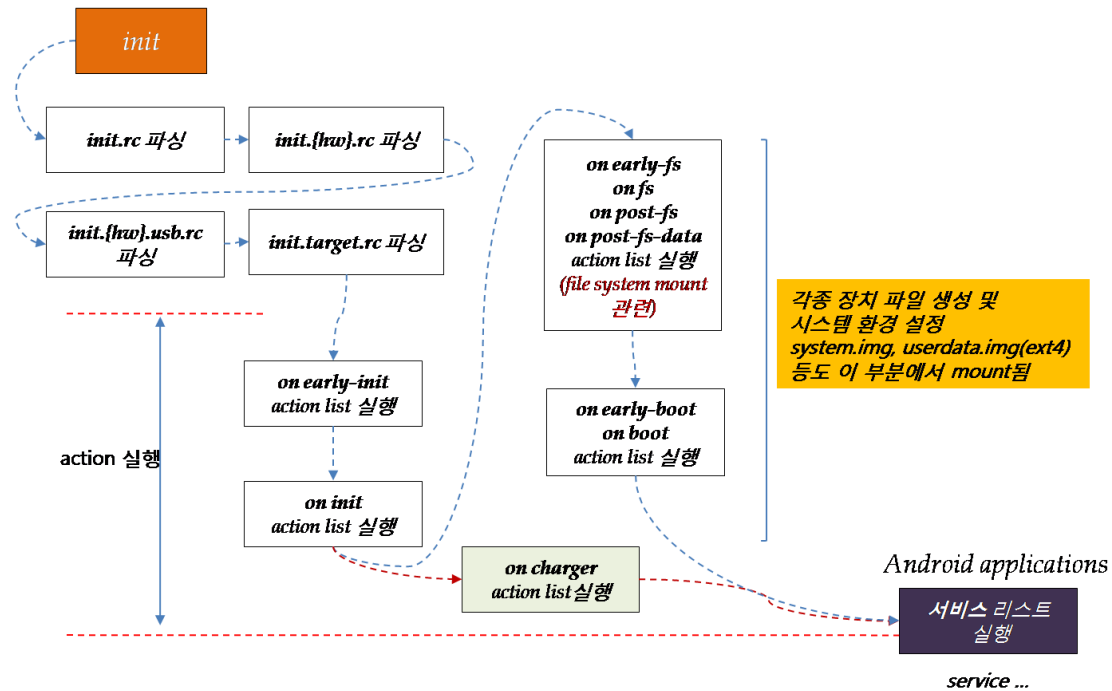 init
init.rc 파싱
init.{hw}.rc 파싱
init.{hw}.usb.rc
파싱
init.target.rc 파싱
action 실행
on early-init
action list 실행
on init
action list 실행
on early-fs
on fs
on post-fs
on post-fs-data
action list 실행
(file system mount
관련)
on early-boot
on boot
action list 실행
on charger
action list 실행
각종 장치 파일 생성 및
시스템 환경 설정
system.img, userdata.img(ext4)
등도 이 부분에서 mount됨
Android applications
서비스 리스트
실행
service ...